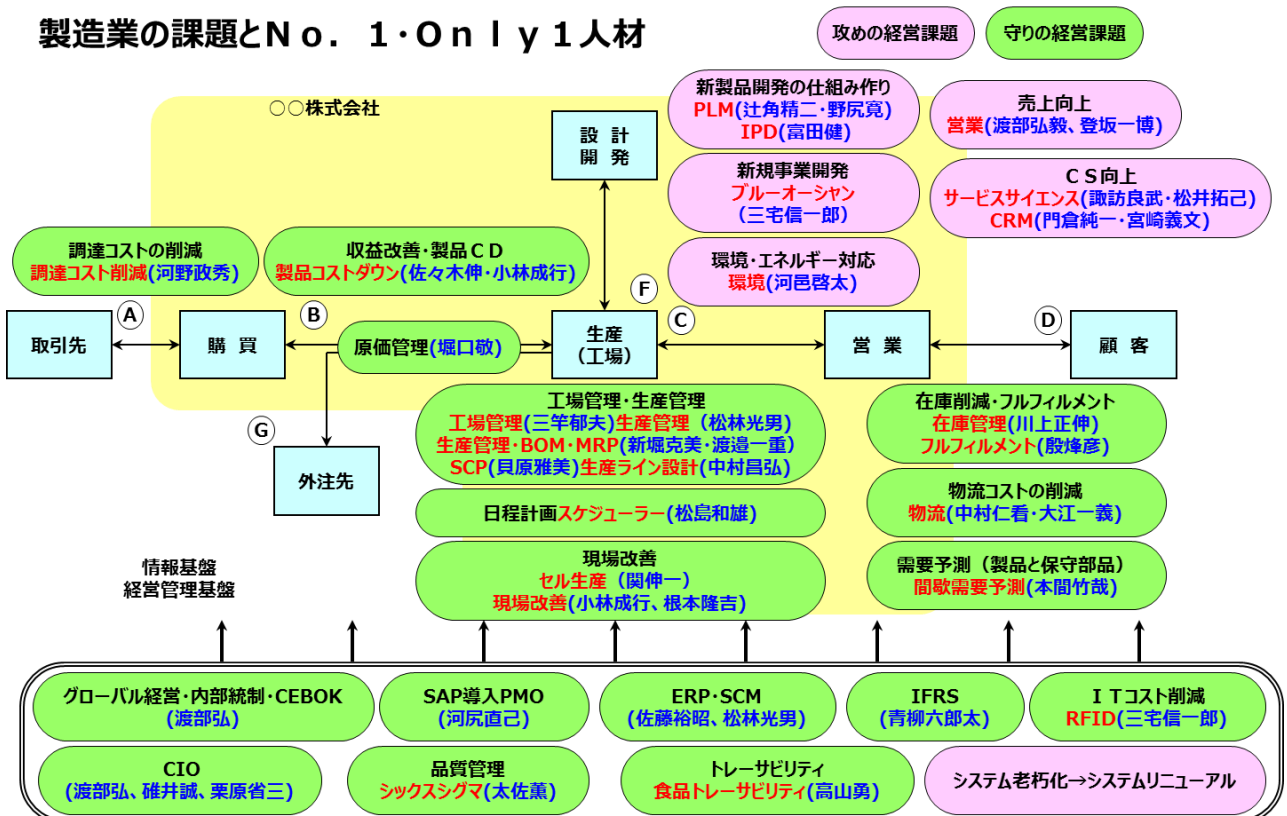 製造業の課題とNo．1・Only1人材
攻めの経営課題
守りの経営課題
○○株式会社
設 計
開 発
新製品開発の仕組み作り
PLM(辻角精二・野尻寛)
IPD(富田健)
売上向上
営業(渡部弘毅、登坂一博)
新規事業開発
ブルーオーシャン
（三宅信一郎）
ＣＳ向上
サービスサイエンス(諏訪良武・松井拓己)
CRM(門倉純一・宮崎義文)
調達コストの削減
調達コスト削減(河野政秀)
収益改善・製品ＣＤ
製品コストダウン(佐々木伸・小林成行)
環境・エネルギー対応
環境(河邑啓太)
F
A
B
C
D
取引先
購 買
原価管理(堀口敬)
生産
（工場）
営 業
顧 客
G
外注先
工場管理・生産管理
工場管理(三竿郁夫)生産管理（松林光男)
生産管理・BOM・MRP(新堀克美・渡邉一重）
SCP(貝原雅美)生産ライン設計(中村昌弘)
在庫削減・フルフィルメント
在庫管理(川上正伸)
フルフィルメント(殷烽彦)
日程計画スケジューラー(松島和雄)
物流コストの削減
物流(中村仁看・大江一義)
現場改善
セル生産（関伸一）
現場改善(小林成行、根本隆吉)
需要予測（製品と保守部品）
間歇需要予測(本間竹哉)
情報基盤
経営管理基盤
グローバル経営・内部統制・CEBOK
(渡部弘)
SAP導入PMO
(河尻直己)
ERP・SCM
(佐藤裕昭、松林光男)
IFRS
(青柳六郎太)
ＩＴコスト削減
RFID(三宅信一郎)
CIO
(渡部弘、碓井誠、栗原省三)
品質管理
シックスシグマ(太佐薫)
トレーサビリティ
食品トレーサビリティ(高山勇)
システム老朽化→システムリニューアル